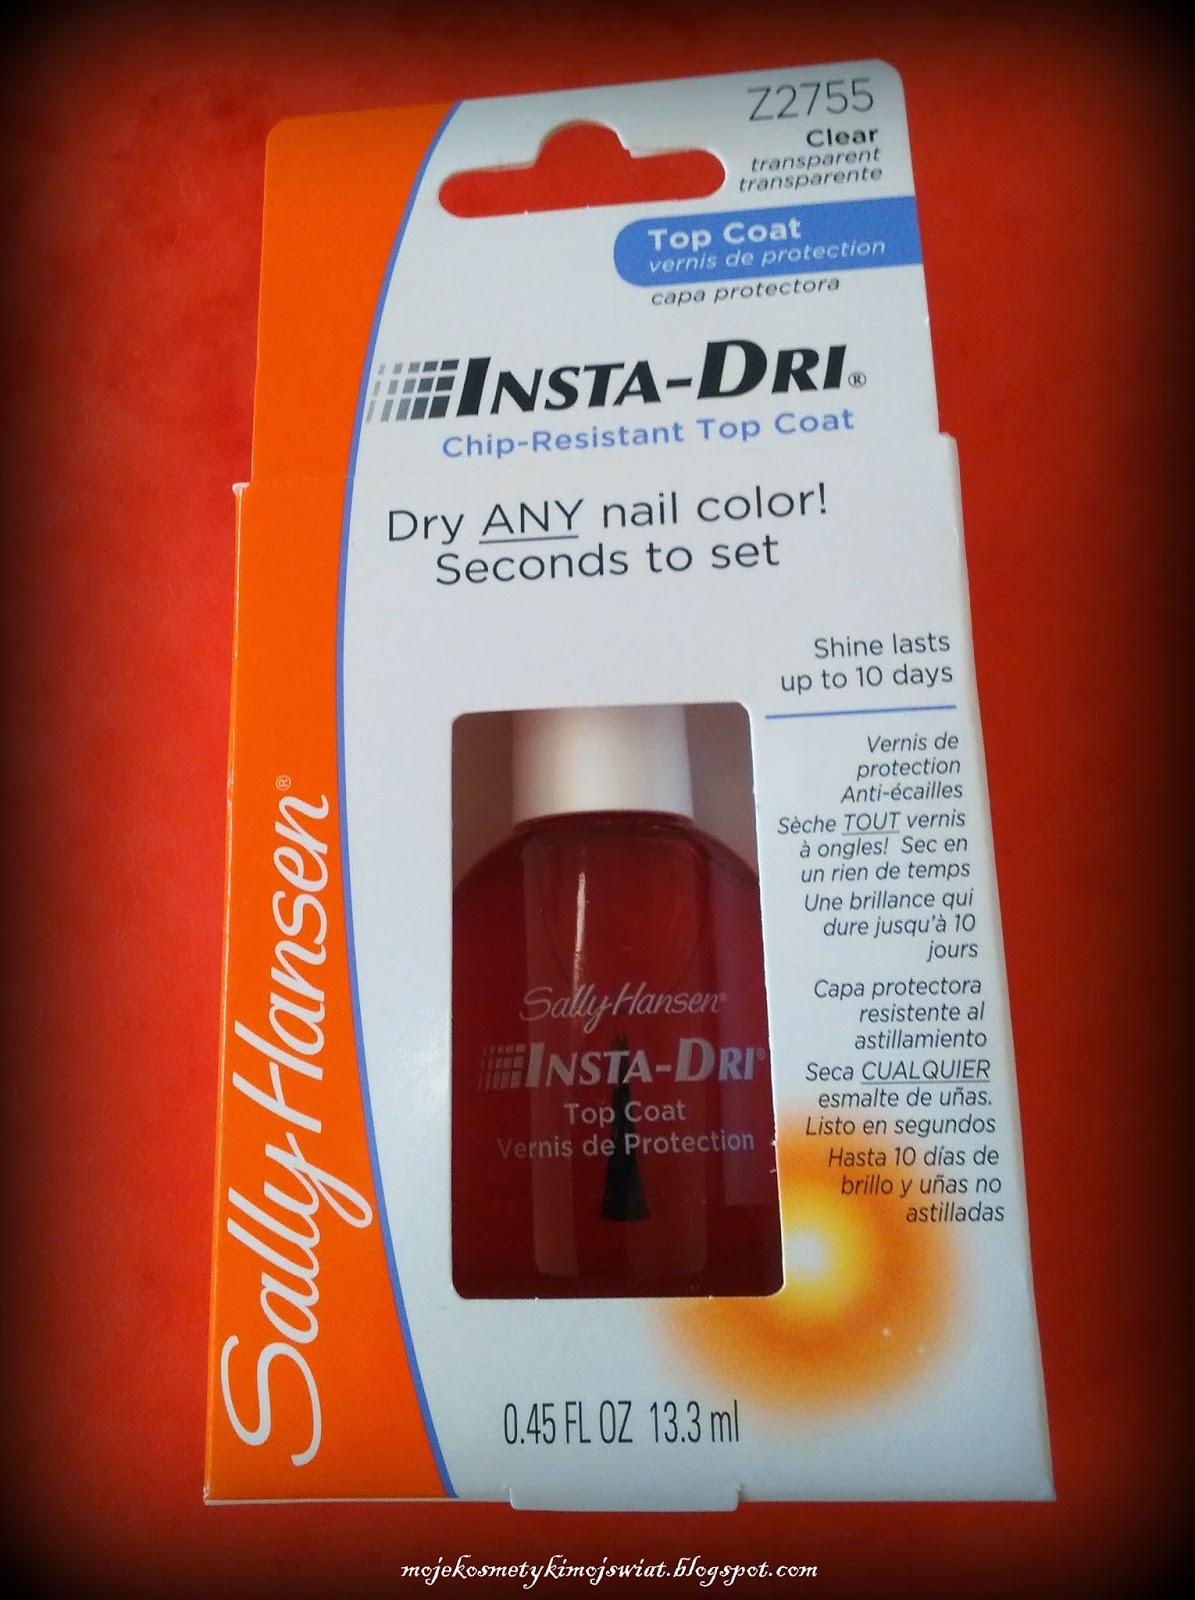 Z2755
Clear
transparent
transparente
Top Coat
vernis de protection
capa protectora
INSTA-DRI®
Chip-Resistant Top Coat
Dry ANY nail color!
Seconds to set
Shine lasts
up to 10 days
Vernis de
protection
Anti-écailles
Sèche TOUT vernis
à ongles! Sec en
un rien de temps
Une brillance qui
dure jusqu'à 10
jours
Capa protectora
resistente al
astillamiento
Seca CUALQUIER
esmalte de uñas.
Listo en segundos
Hasta 10 días de
brillo y uñas no
astilladas
Sally Hansen®
Sally Hansen®
INSTA-DRI®
Top Coat
Vernis de Protection
0.45 FL OZ 13.3 ml
mojekosmetykimojswiat.blogspot.com